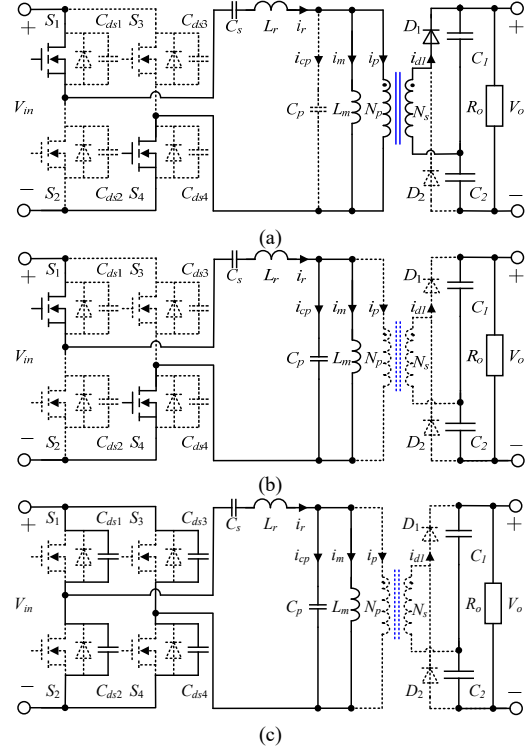 S1 Cds1 S3 Cds3 Cs Lr ir D1
+ icp im ip id1 C1 +
Vin Cp Lm Np Ns Ro Vo
− S2 Cds2 S4 Cds4 D2 C2 −
(a)
S1 Cds1 S3 Cds3 Cs Lr ir D1
+ icp im ip id1 C1 +
Vin Cp Lm Np Ns Ro Vo
− S2 Cds2 S4 Cds4 D2 C2 −
(b)
S1 Cds1 S3 Cds3 Cs Lr ir D1
+ icp im ip id1 C1 +
Vin Cp Lm Np Ns Ro Vo
− S2 Cds2 S4 Cds4 D2 C2 −
(c)